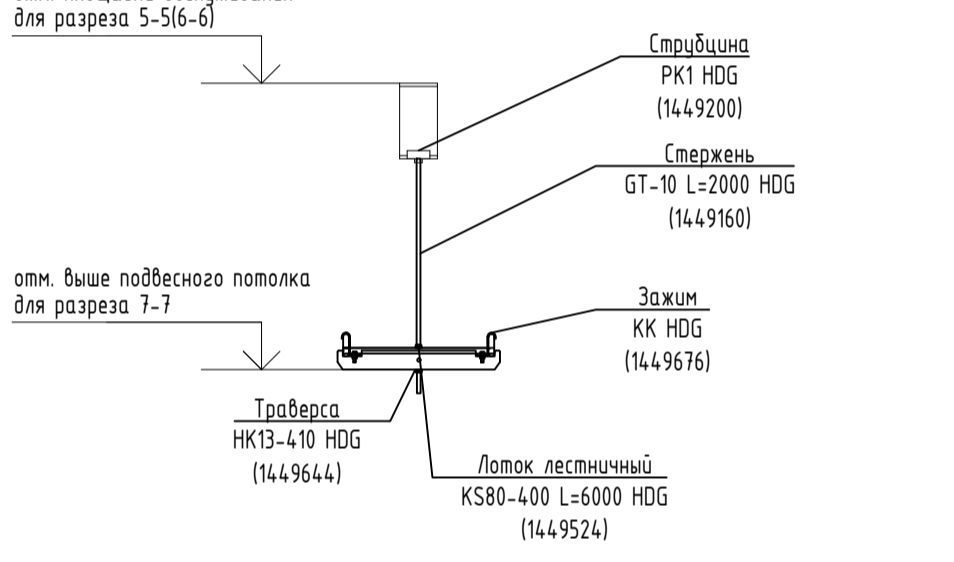 для разреза 5-5(6-6)
Струбцина
PK1 HDG
(1449200)
Стержень
GT-10 L=2000 HDG
(1449160)
отм. выше подвесного потолка
для разреза 7-7
Зажим
KK HDG
(1449676)
Траверса
HK13-410 HDG
(1449644)
Лоток лестничный
KS80-400 L=6000 HDG
(1449524)